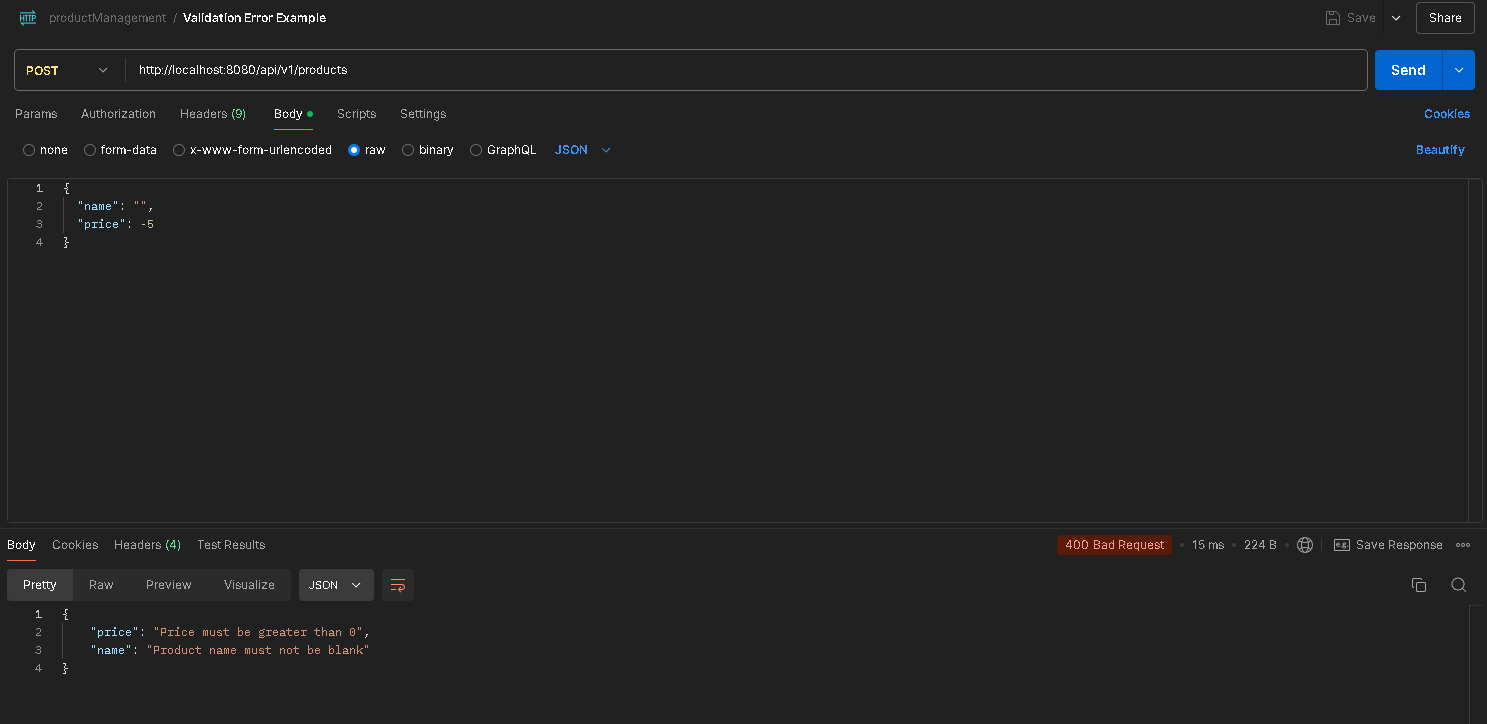 HTTP productManagement / Validation Error Example Save Share
POST http://localhost:8080/api/v1/products Send
Params Authorization Headers (9) Body Scripts Settings Cookies
none form-data x-www-form-urlencoded raw binary GraphQL JSON Beautify
1 {
2 "name": "",
3 "price": -5
4 }
Body Cookies Headers (4) Test Results 400 Bad Request 15 ms 224 B e.g. Save Response
Pretty Raw Preview Visualize JSON
1 {
2 "price": "Price must be greater than 0",
3 "name": "Product name must not be blank"
4 }